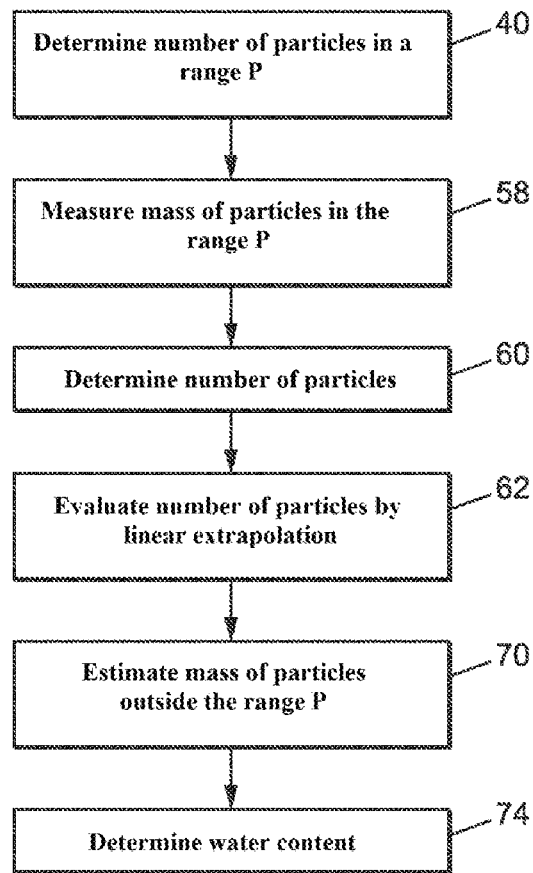 Determine number of particles in a
range P
40
Measure mass of particles in the
range P
58
Determine number of particles
60
Evaluate number of particles by
linear extrapolation
62
Estimate mass of particles
outside the range P
70
Determine water content
74